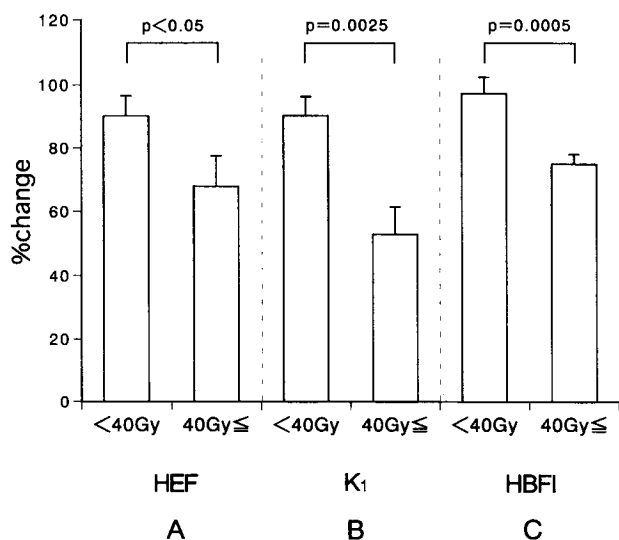 120
100
80
60
40
20
0
%change
p<0.05
p=0.0025
p=0.0005
<40Gy 40Gy≦ <40Gy 40Gy≦ <40Gy 40Gy≦
HEF K₁ HBFI
A B C